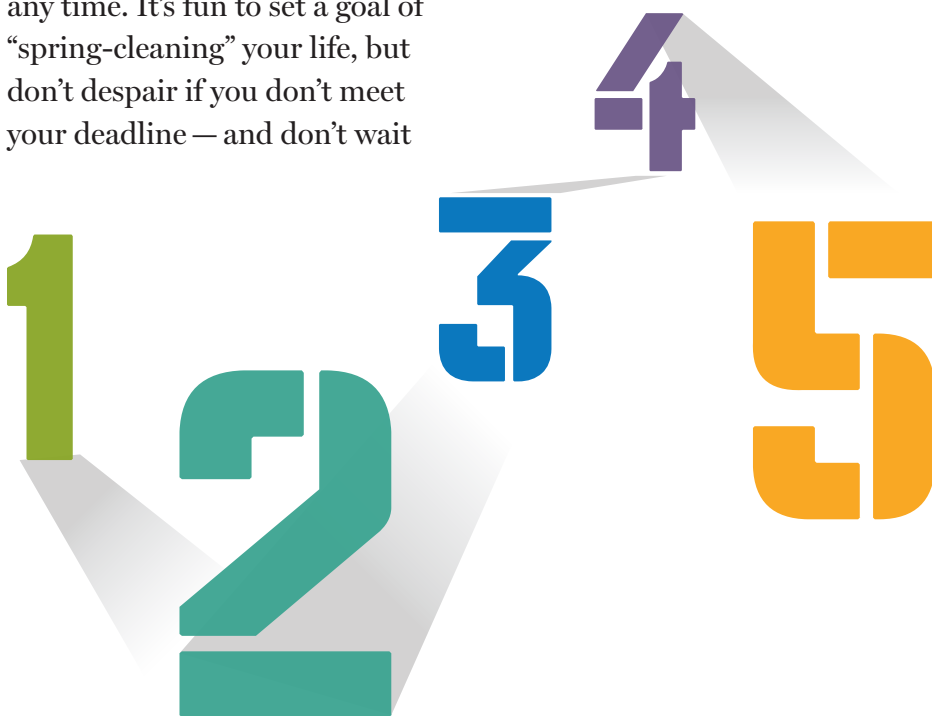 any time. It’s fun to set a goal of
“spring-cleaning” your life, but
don’t despair if you don’t meet
your deadline — and don’t wait
1
2
3
4
5